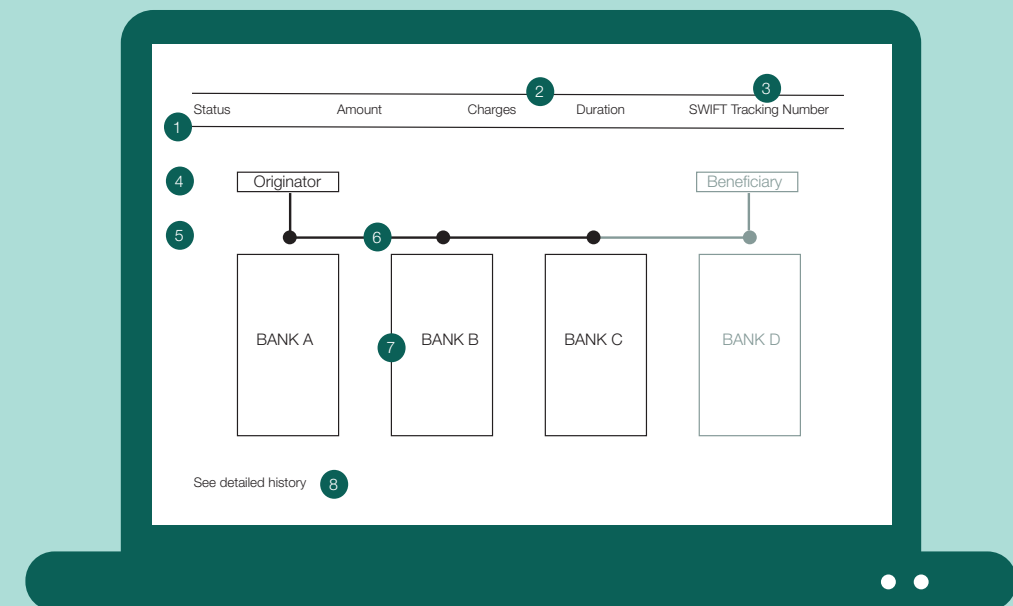 2 3
Status Amount Charges Duration SWIFT Tracking Number
1
4 Originator Beneficiary
5 6
BANK A 7 BANK B BANK C BANK D
See detailed history 8